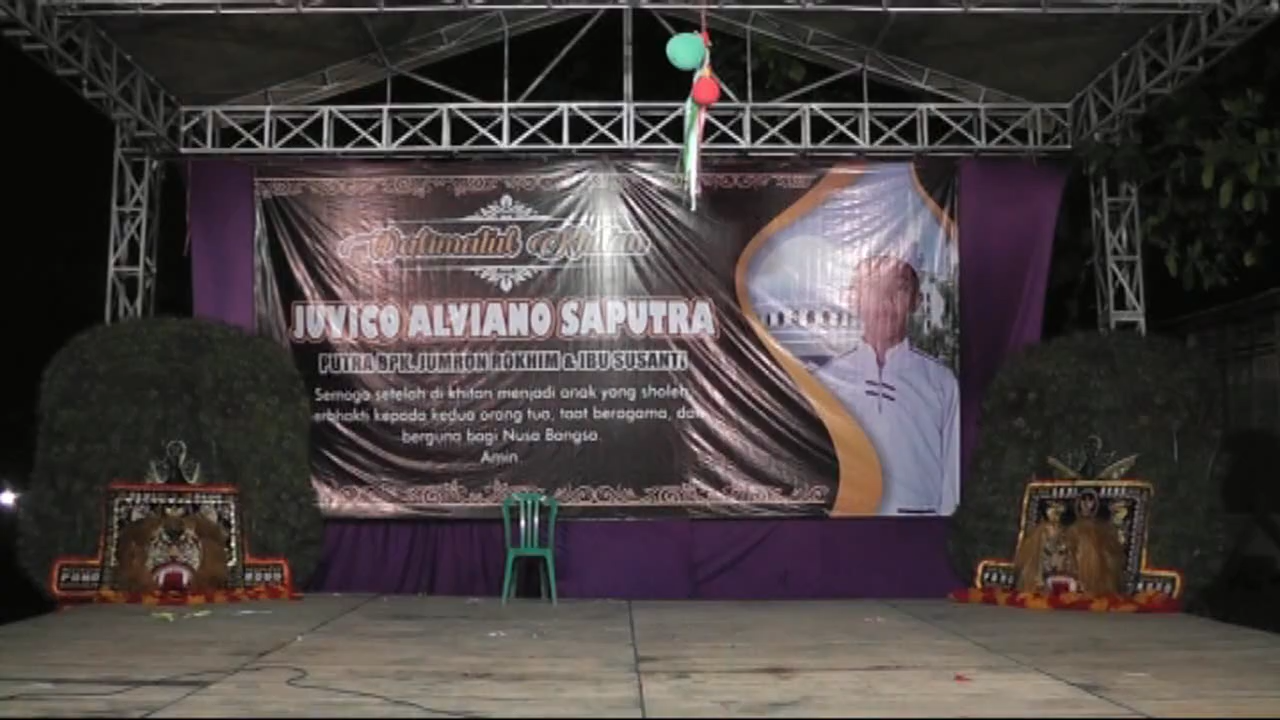 Walimatul Khitan
JUVICO ALVIANO SAPUTRA
PUTRA BPK. JUMRON ROKHIM & IBU SUSANTI
Semoga setelah di khitan menjadi anak yang sholeh,
erbhakti kepada kedua orang tua, taat beragama, dan
berguna bagi Nusa Bangsa.
Amin.